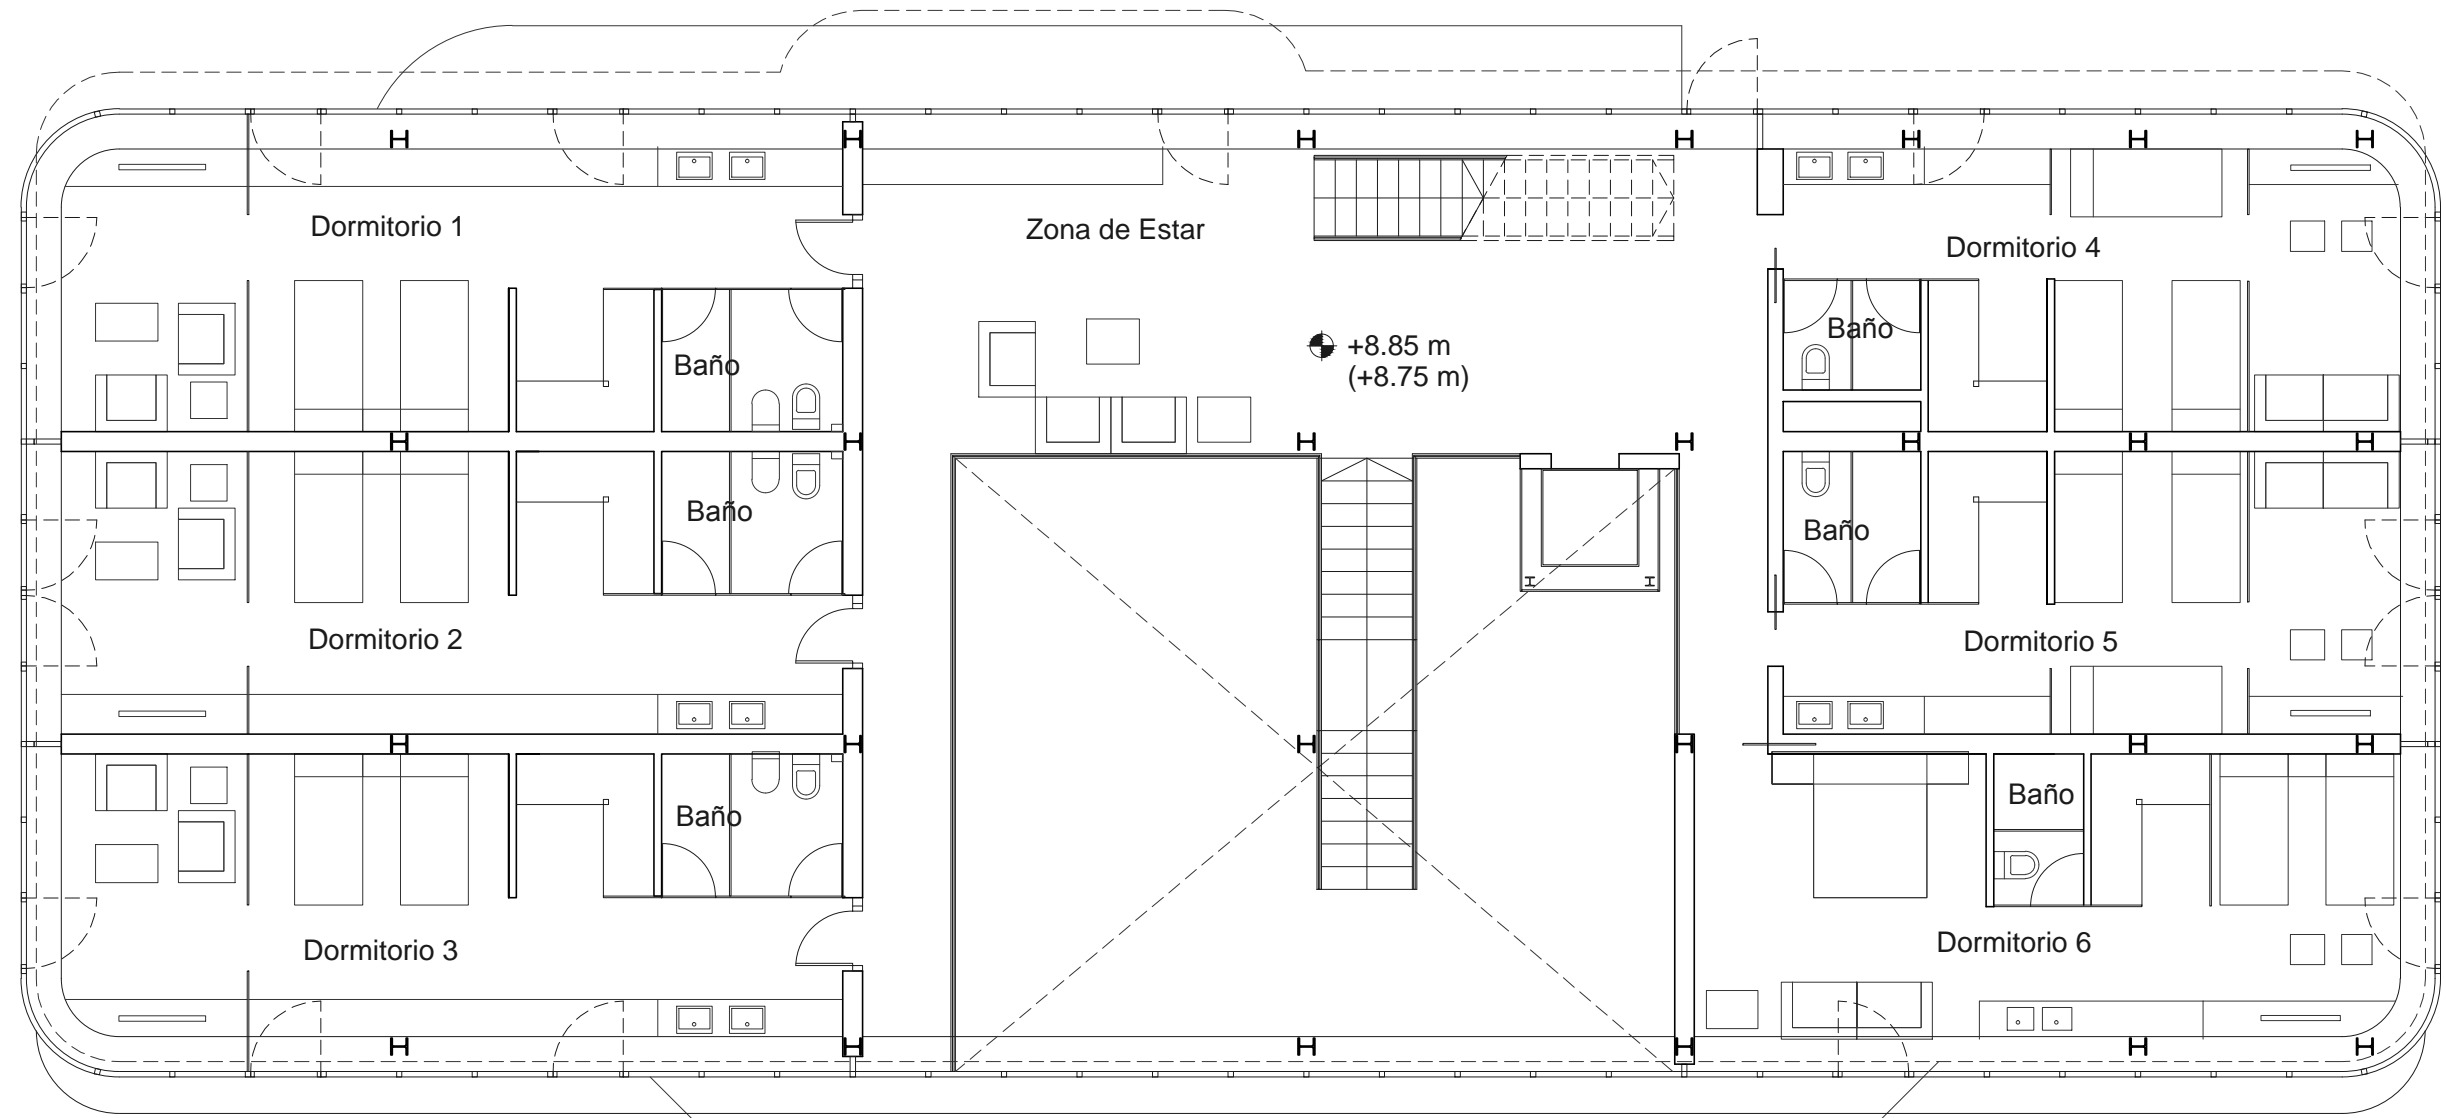 Dormitorio 1
Zona de Estar
Dormitorio 4
Baño
+8.85 m
(+8.75 m)
Baño
Baño
Baño
Dormitorio 2
Dormitorio 5
Baño
Baño
Dormitorio 3
Dormitorio 6